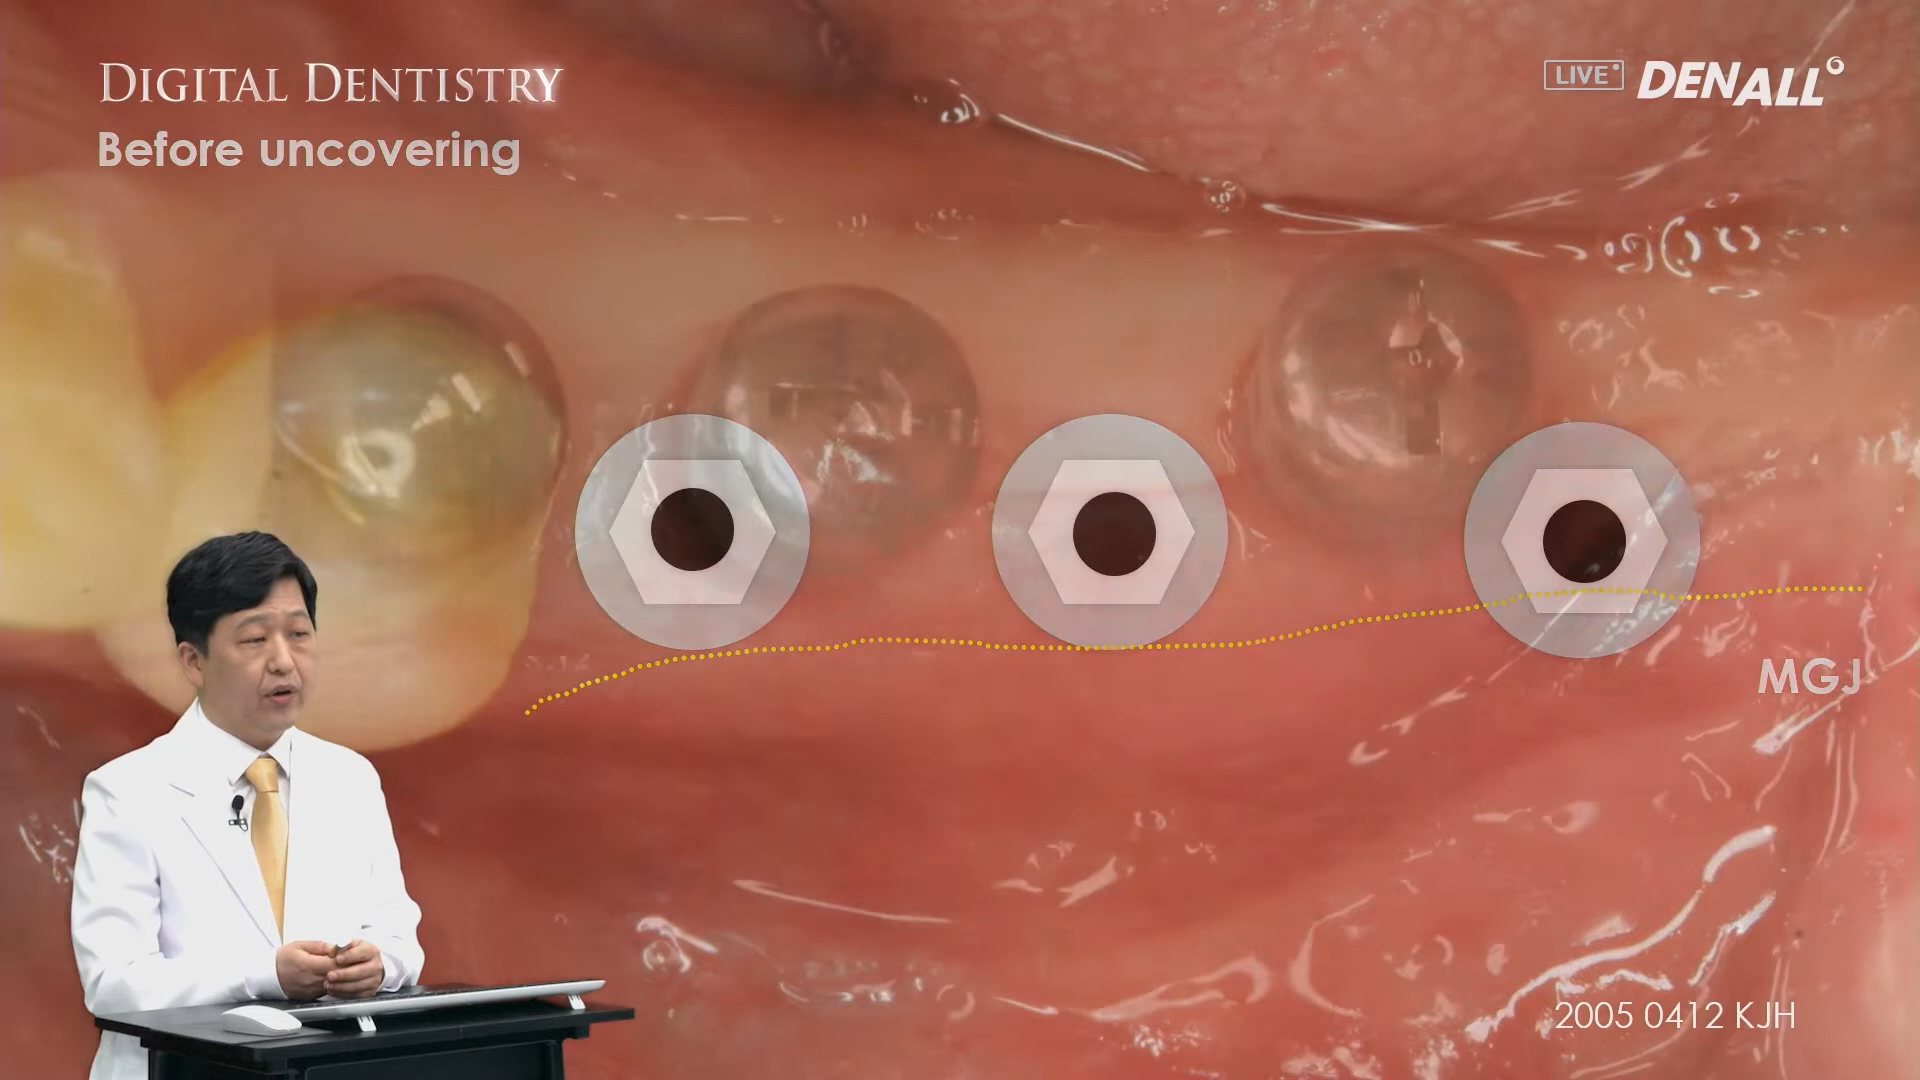 DIGITAL DENTISTRY
Before uncovering
LIVE DENALL
MGJ
2005 0412 KJH